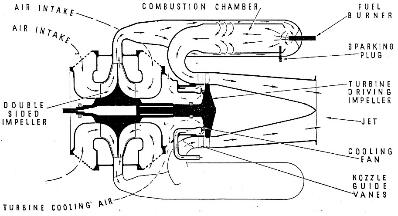 AIR INTAKE
COMBUSTION CHAMBER
FUEL
BURNER
AIR INTAKE
SPARKING
PLUG
TURBINE
DRIVING
IMPELLER
DOUBLE
SIDED
IMPELLER
JET
COOLING
FAN
NOZZLE
GUIDE
VANES
TURBINE COOLING AIR